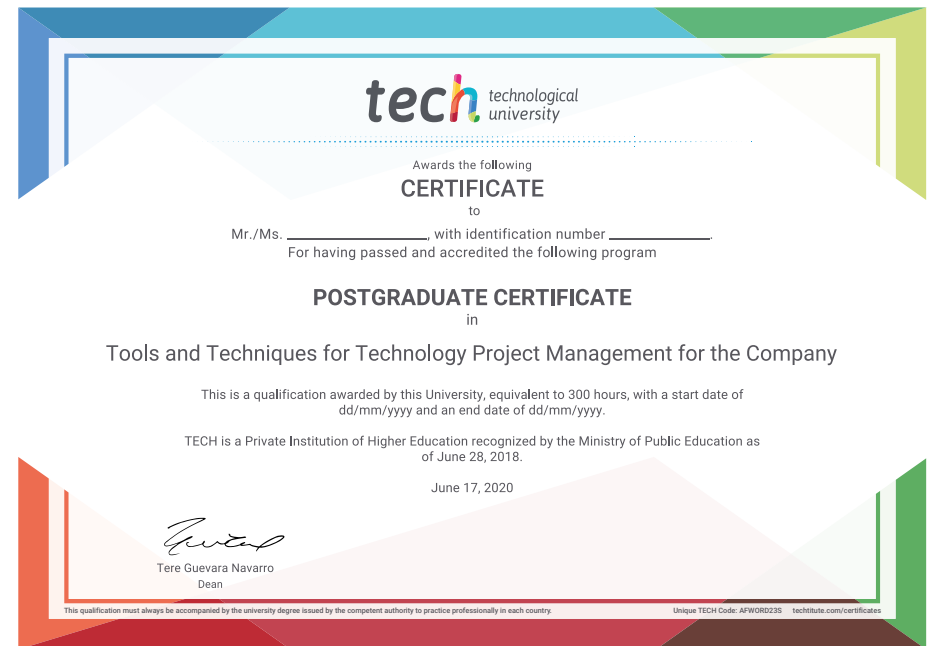 tech technological
university
Awards the following
CERTIFICATE
to
Mr./Ms. ____________________, with identification number ______________.
For having passed and accredited the following program
POSTGRADUATE CERTIFICATE
in
Tools and Techniques for Technology Project Management for the Company
This is a qualification awarded by this University, equivalent to 300 hours, with a start date of
dd/mm/yyyy and an end date of dd/mm/yyyy.
TECH is a Private Institution of Higher Education recognized by the Ministry of Public Education as
of June 28, 2018.
June 17, 2020
Tere Guevara Navarro
Dean
This qualification must always be accompanied by the university degree issued by the competent authority to practice professionally in each country. Unique TECH Code: AFWORD23S techtitute.com/certificates